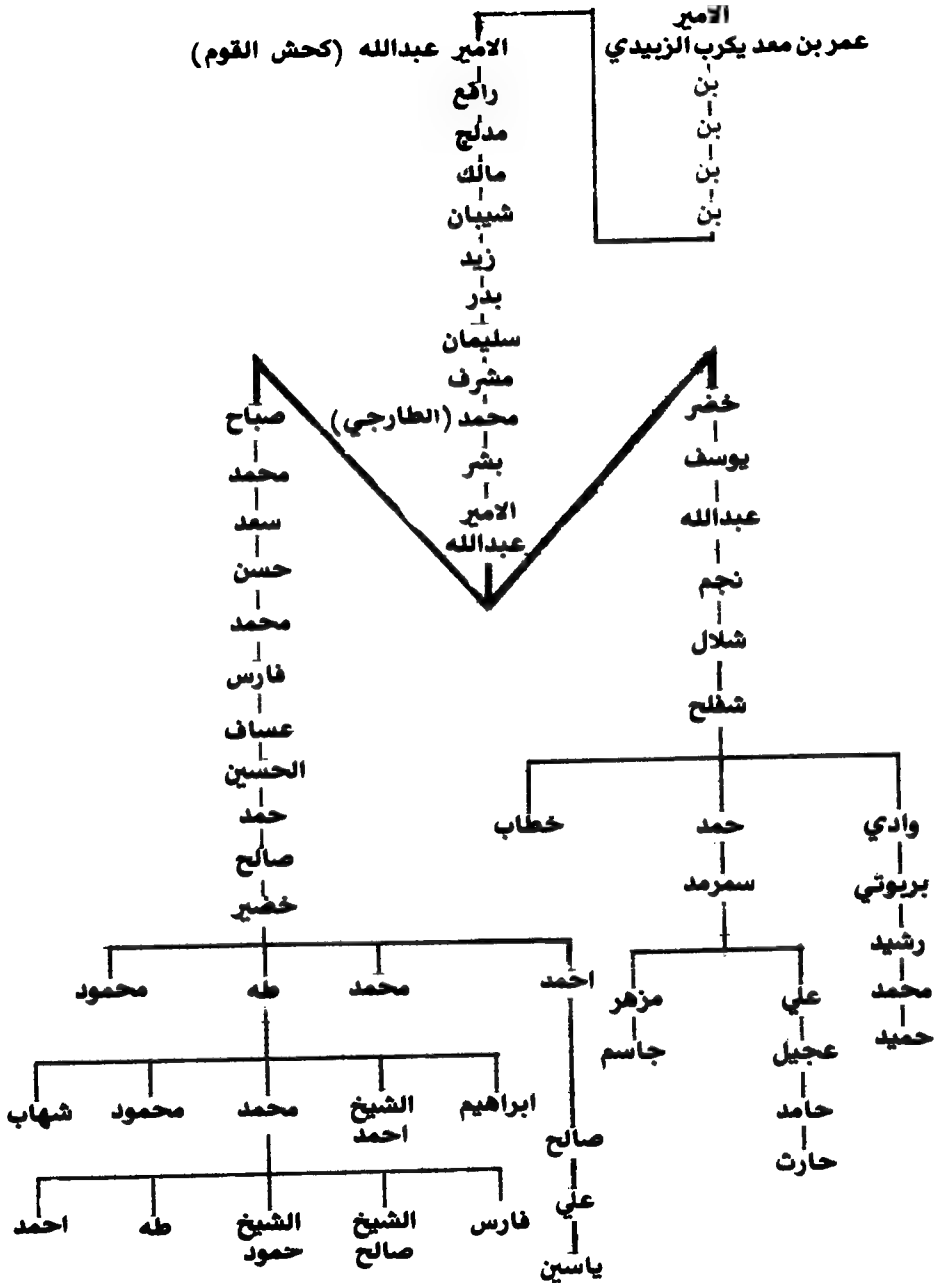 الامير
عمر بن معد يكرب الزبيدي
بن
بن
بن
بن
الامير عبدالله (كحش القوم)
رافع
مدلج
مالك
شيبان
زيد
بدر
سليمان
مشرف
محمد (الطارجي)
بشر
الامير
عبدالله
خضر
يوسف
عبدالله
نجم
شلال
شفلح
وادي
حمد
خطاب
بربوتي
سمرمد
رشيد
محمد
حميد
علي
مزهر
عجيل
جاسم
حامد
حارث
صباح
محمد
سعد
حسن
محمد
فارس
عساف
الحسين
حمد
صالح
خضير
احمد
محمد
طه
محمود
صالح
علي
ياسين
ابراهيم
الشيخ
احمد
محمد
محمود
شهاب
فارس
الشيخ
صالح
الشيخ
حمود
طه
احمد